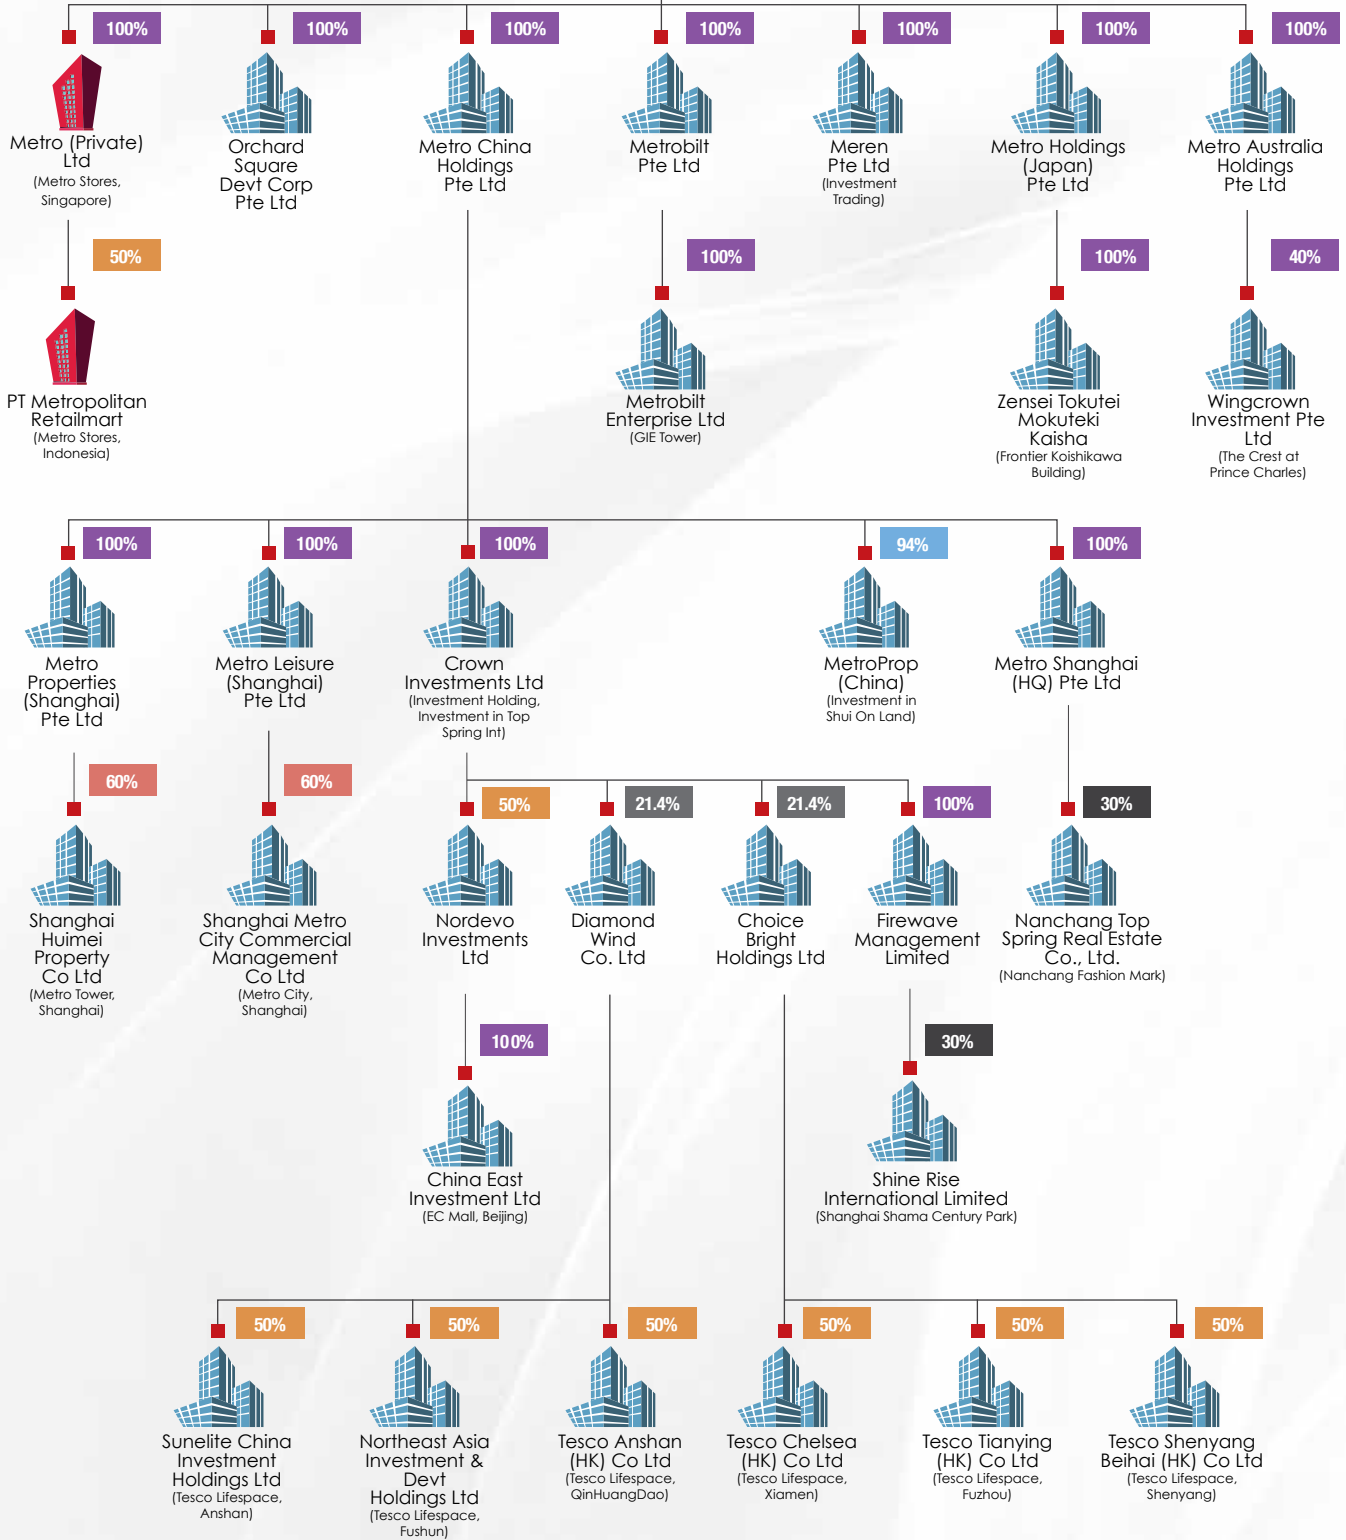 100%
100%
100%
100%
100%
100%
100%
Metro (Private)
Ltd
(Metro Stores,
Singapore)
Orchard
Square
Devt Corp
Pte Ltd
Metro China
Holdings
Pte Ltd
Metrobilt
Pte Ltd
Meren
Pte Ltd
(Investment
Trading)
Metro Holdings
(Japan)
Pte Ltd
Metro Australia
Holdings
Pte Ltd
50%
100%
100%
40%
PT Metropolitan
Retailmart
(Metro Stores,
Indonesia)
Metrobilt
Enterprise Ltd
(GIE Tower)
Zensei Tokutei
Mokuteki
Kaisha
(Frontier Koishikawa
Building)
Wingcrown
Investment Pte
Ltd
(The Crest at
Prince Charles)
100%
100%
100%
94%
100%
Metro
Properties
(Shanghai)
Pte Ltd
Metro Leisure
(Shanghai)
Pte Ltd
Crown
Investments Ltd
(Investment Holding,
Investment in Top
Spring Int)
MetroProp
(China)
(Investment in
Shui On Land)
Metro Shanghai
(HQ) Pte Ltd
60%
60%
50%
21.4%
21.4%
100%
30%
Shanghai
Huimei
Property
Co Ltd
(Metro Tower,
Shanghai)
Shanghai Metro
City Commercial
Management
Co Ltd
(Metro City,
Shanghai)
Nordevo
Investments
Ltd
Diamond
Wind
Co. Ltd
Choice
Bright
Holdings Ltd
Firewave
Management
Limited
Nanchang Top
Spring Real Estate
Co., Ltd.
(Nanchang Fashion Mark)
100%
30%
China East
Investment Ltd
(EC Mall, Beijing)
Shine Rise
International Limited
(Shanghai Shama Century Park)
50%
50%
50%
50%
50%
50%
Sunelite China
Investment
Holdings Ltd
(Tesco Lifespace,
Anshan)
Northeast Asia
Investment &
Devt
Holdings Ltd
(Tesco Lifespace,
Fushun)
Tesco Anshan
(HK) Co Ltd
(Tesco Lifespace,
QinHuangDao)
Tesco Chelsea
(HK) Co Ltd
(Tesco Lifespace,
Xiamen)
Tesco Tianying
(HK) Co Ltd
(Tesco Lifespace,
Fuzhou)
Tesco Shenyang
Beihai (HK) Co Ltd
(Tesco Lifespace,
Shenyang)